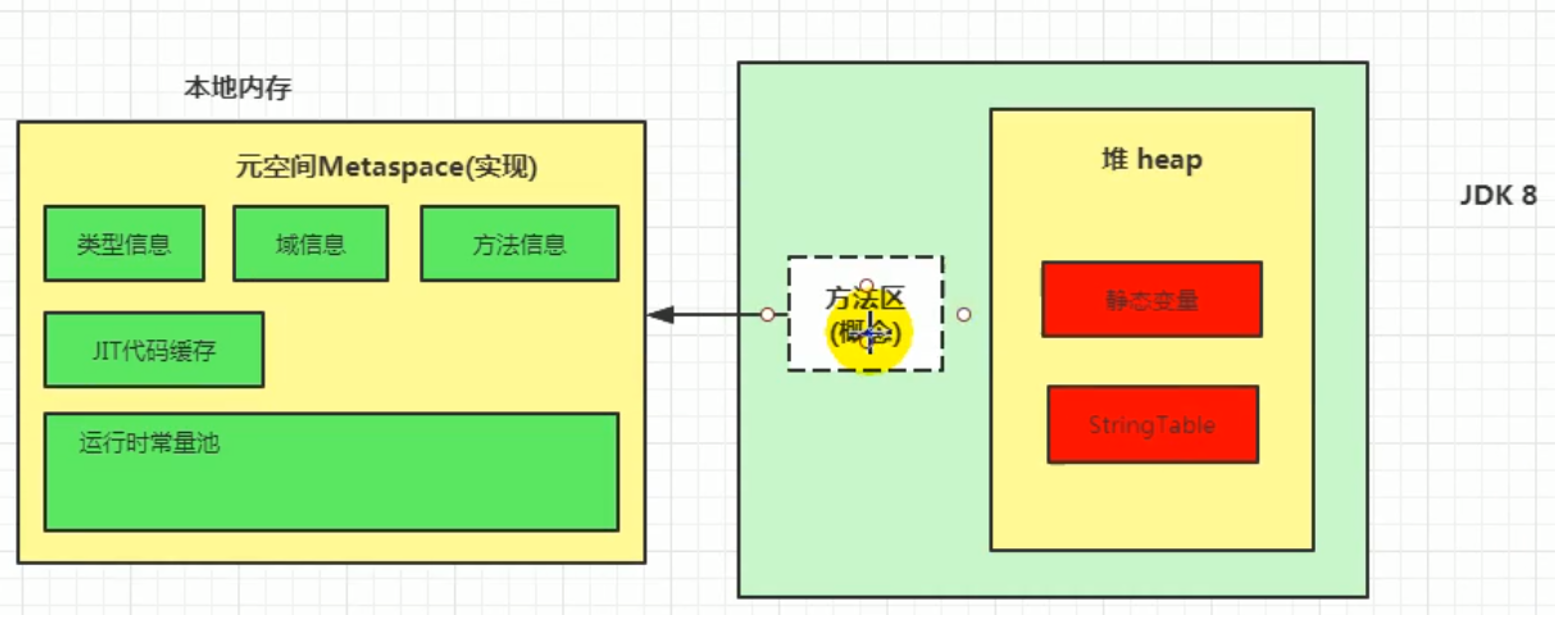 本地内存
元空间Metaspace(实现)
类型信息
域信息
方法信息
JIT代码缓存
运行时常量池
方法区
(概念)
堆 heap
静态变量
StringTable
JDK 8